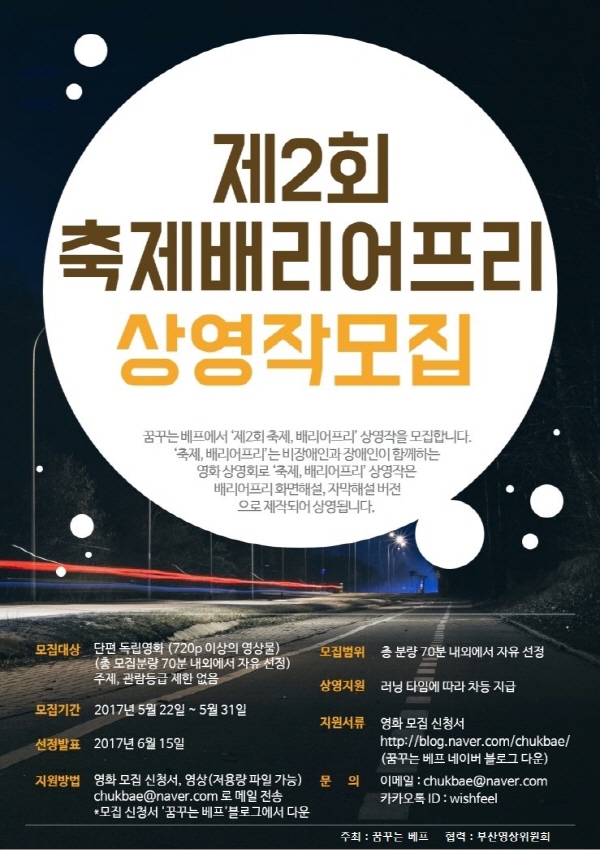 제2회
축제배리어프리
상영작모집
꿈꾸는 베프에서 '제2회 축제, 배리어프리' 상영작을 모집합니다.
'축제, 배리어프리'는 비장애인과 장애인이 함께하는
영화 상영회로 '축제, 배리어프리' 상영작은
배리어프리 화면해설, 자막해설 버전
으로 제작되어 상영됩니다.
모집대상 단편 독립영화 (720p 이상의 영상물)
(총 모집분량 70분 내외에서 자유 선정)
주제, 관람등급 제한 없음
모집기간 2017년 5월 22일 ~ 5월 31일
선정발표 2017년 6월 15일
지원방법 영화 모집 신청서, 영상(저용량 파일 가능)
chukbae@naver.com 로 메일 전송
*모집 신청서 '꿈꾸는 베프'블로그에서 다운
모집범위 총 분량 70분 내외에서 자유 선정
상영지원 러닝 타임에 따라 차등 지급
지원서류 영화 모집 신청서
http://blog.naver.com/chukbae/
(꿈꾸는 베프 네이버 블로그 다운)
문 의 이메일 : chukbae@naver.com
카카오톡 ID : wishfeel
주최 : 꿈꾸는 베프 협력 : 부산영상위원회